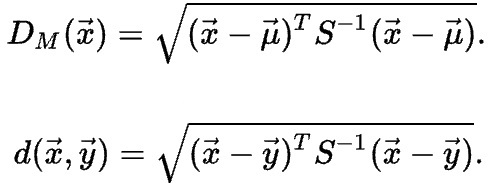 $D_M(\vec{x}) = \sqrt{(\vec{x} - \vec{\mu})^T S^{-1} (\vec{x} - \vec{\mu})}.$
$d(\vec{x}, \vec{y}) = \sqrt{(\vec{x} - \vec{y})^T S^{-1} (\vec{x} - \vec{y})}.$